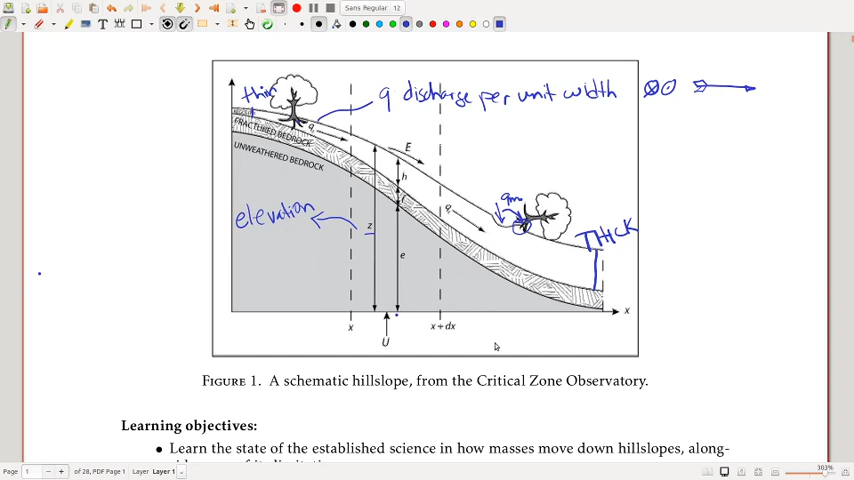 Sans Regular 12
thin
q discharge per unit width
FRACTURED BEDROCK
UNWEATHERED BEDROCK
q
E
h
elevation
z
e
q
qm
THICK
x
x
x + dx
U
FIGURE 1. A schematic hillslope, from the Critical Zone Observatory.
Learning objectives:
• Learn the state of the established science in how masses move down hillslopes, along-
Page 1 of 28, PDF Page 1 Layer Layer 1
303%